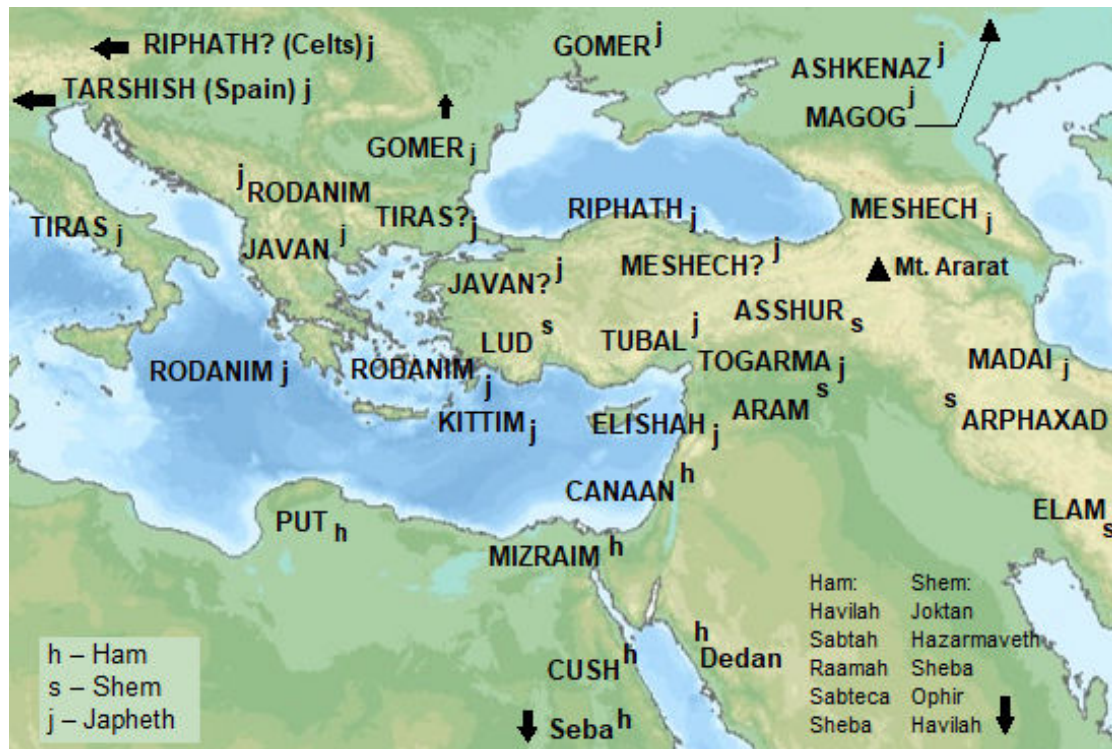 RIPHATH? (Celts) j
GOMER j
TARSHISH (Spain) j
ASHKENAZ j
MAGOG j
GOMER j
j RODANIM
TIRAS j
TIRAS? j
RIPHATH j
MESHECH j
JAVAN j
MESHECH? j
Mt. Ararat
JAVAN? j
ASSHUR s
LUD s
TUBAL j
RODANIM j
RODANIM j
TOGARMA j
MADAI j
KITTIM j
ELISHAH j
ARAM s
s ARPHAXAD
CANAAN h
PUT h
ELAM s
MIZRAIM h
Ham:
Havilah
Sabtah
Raamah
Sabteca
Sheba
Shem:
Joktan
Hazarmaveth
Sheba
Ophir
Havilah
h Dedan
CUSH h
Seba h
h – Ham
s – Shem
j – Japheth